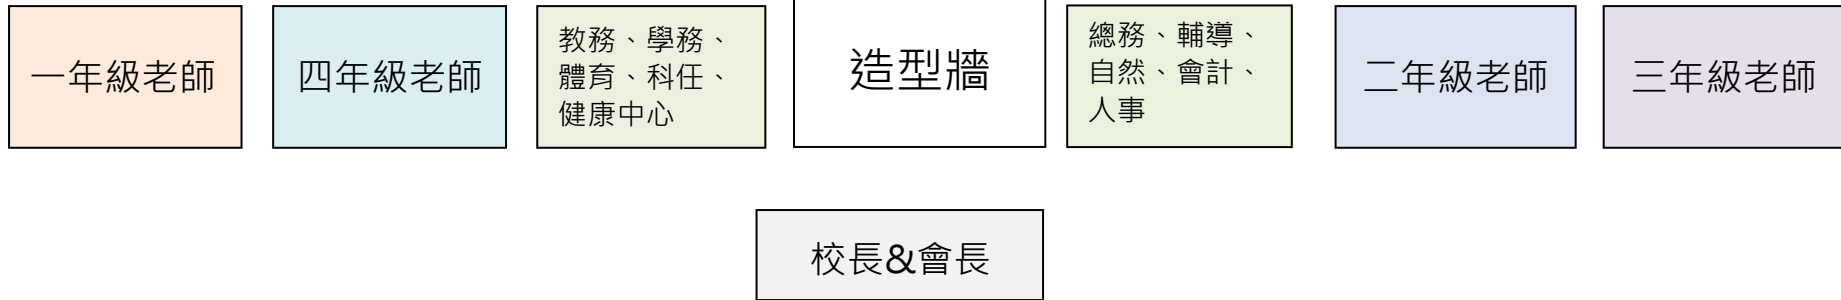 一年級老師
四年級老師
教務、學務、
體育、科任、
健康中心
造型牆
總務、輔導、
自然、會計、
人事
二年級老師
三年級老師
校長&會長